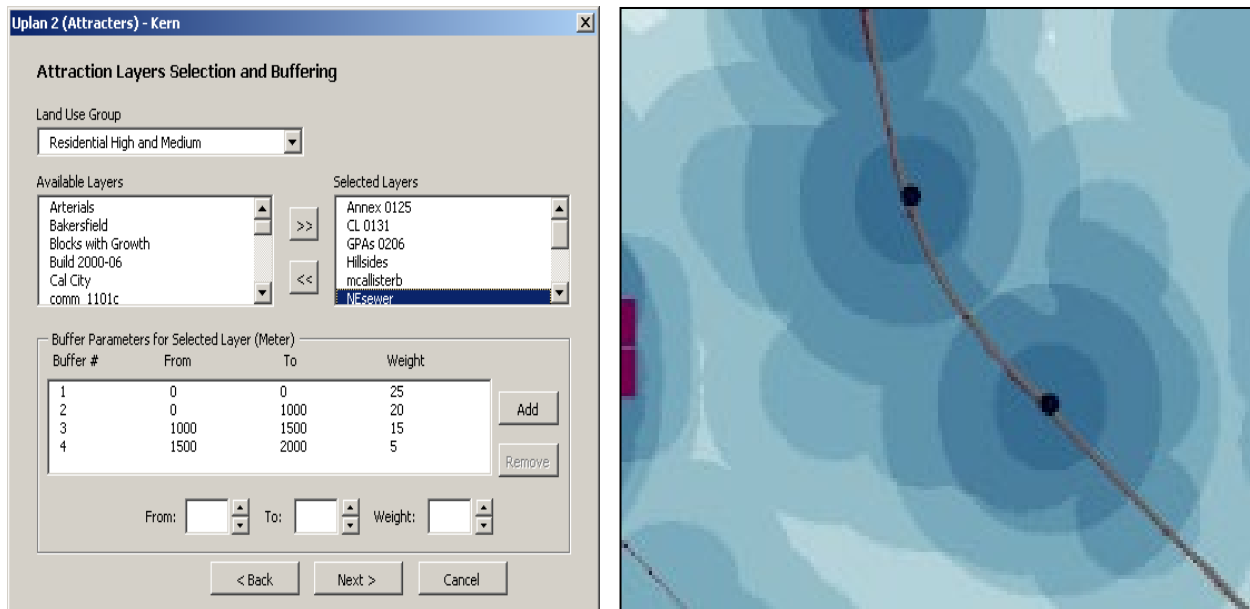 Uplan 2 (Attracters) - Kern
Attraction Layers Selection and Buffering
Land Use Group
Residential High and Medium
Available Layers
Arterials
Bakersfield
Blocks with Growth
Build 2000-06
Cal City
comm_1101c
>>
<<
Selected Layers
Annex 0125
CL 0131
GPAs 0206
Hillsides
mcallisterb
NEsewer
Buffer Parameters for Selected Layer (Meter)
Buffer # From To Weight
1 0 0 25
2 0 1000 20
3 1000 1500 15
4 1500 2000 5
Add
Remove
From: To: Weight:
< Back Next > Cancel